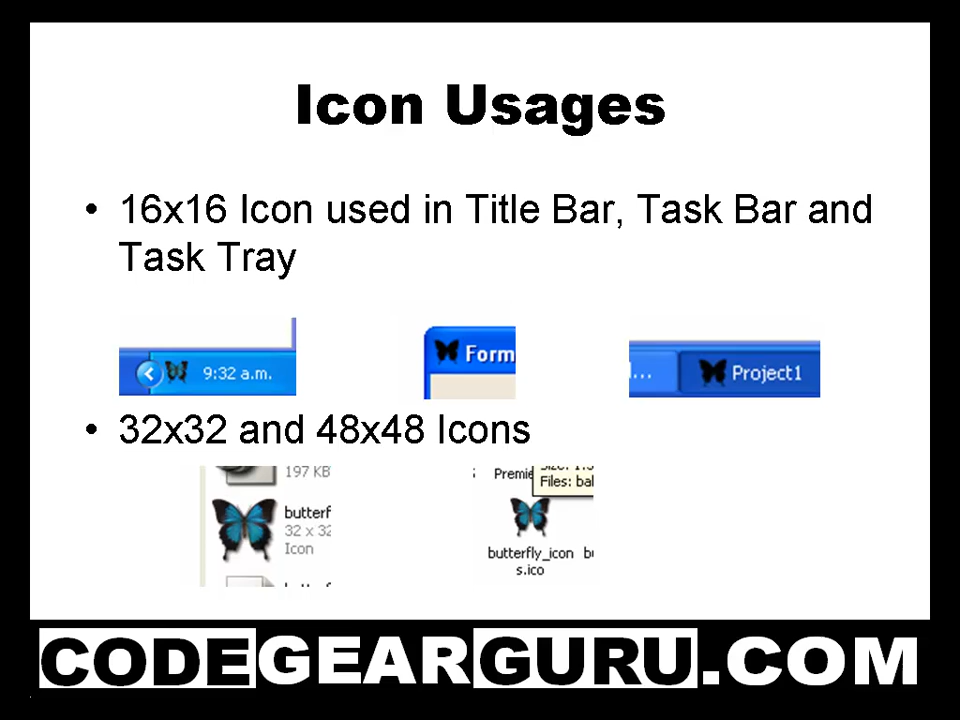 Icon Usages
• 16x16 Icon used in Title Bar, Task Bar and
Task Tray
9:32 a.m.
Form
...
Project1
• 32x32 and 48x48 Icons
197 KB
butterf
32 x 32
Icon
Premie
Files: bal
butterfly_icon
s.ico
CODEGEARGURU.COM